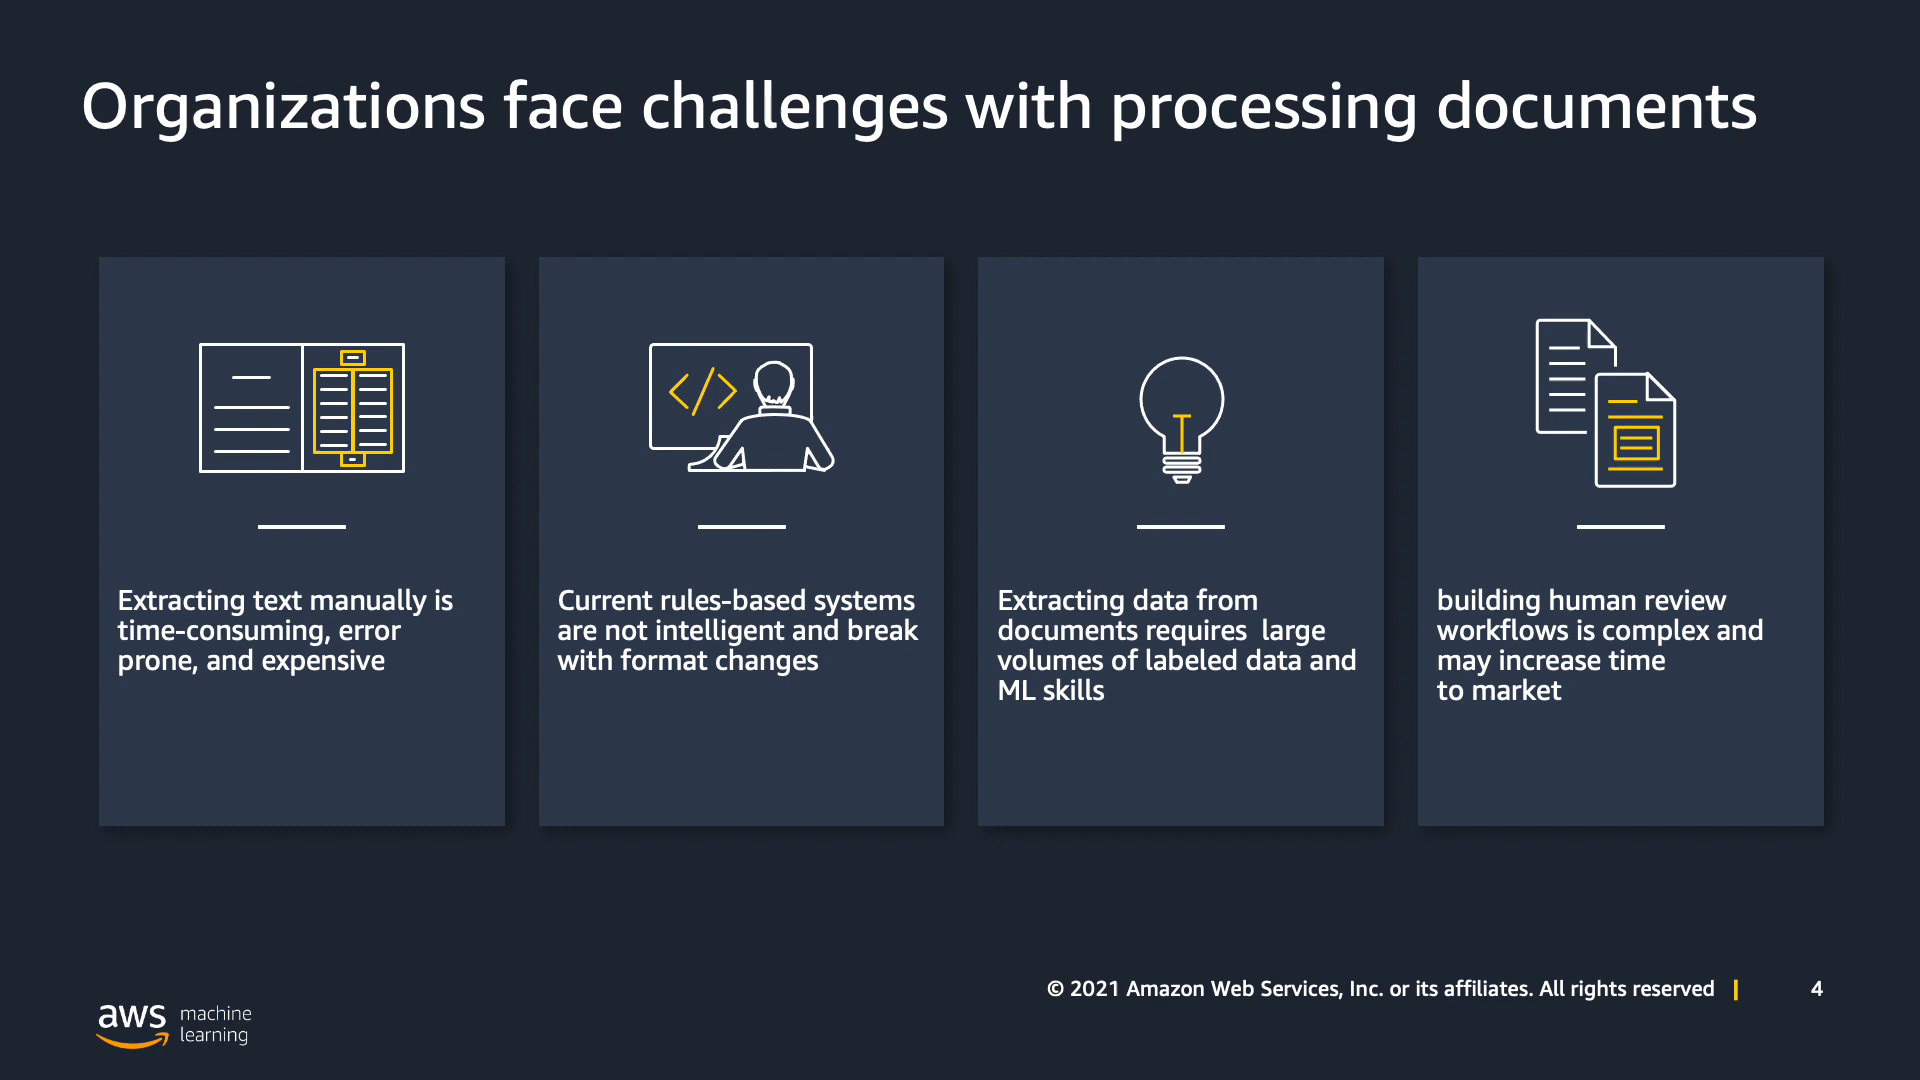 Organizations face challenges with processing documents
Extracting text manually is
time-consuming, error
prone, and expensive
Current rules-based systems
are not intelligent and break
with format changes
Extracting data from
documents requires  large
volumes of labeled data and
ML skills
building human review
workflows is complex and
may increase time
to market
© 2021 Amazon Web Services, Inc. or its affiliates. All rights reserved |
4
aws machine
learning